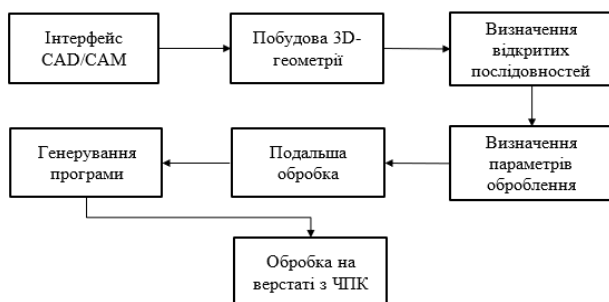 Інтерфейс
CAD/CAM
Побудова 3D-
геометрії
Визначення
відкритих
послідовностей
Визначення
параметрів
оброблення
Подальша
обробка
Генерування
програми
Обробка на
верстаті з ЧПК